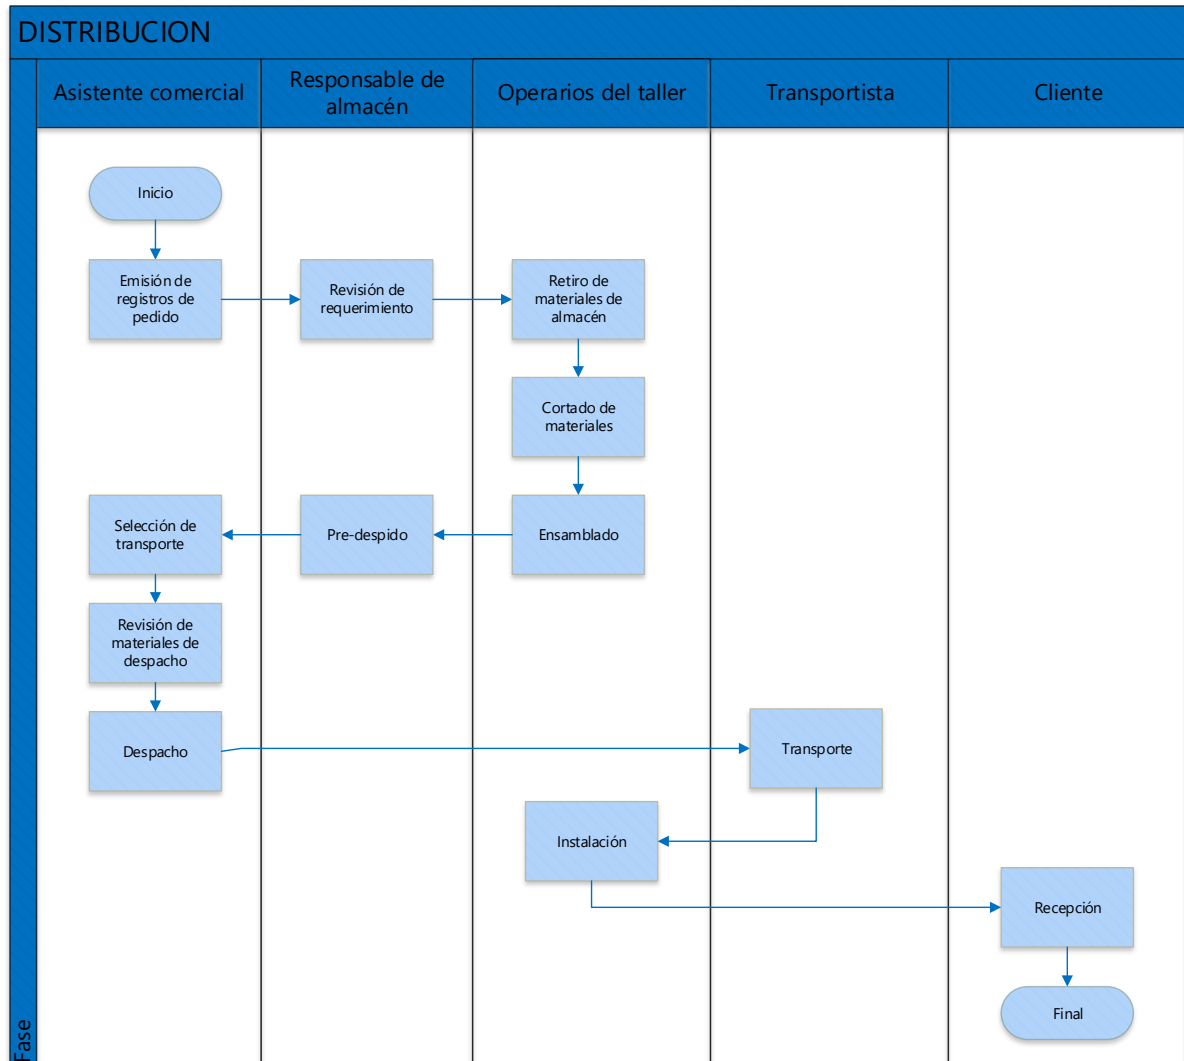 DISTRIBUCION
Asistente comercial
Responsable de
almacén
Operarios del taller
Transportista
Cliente
Inicio
Emisión de
registros de
pedido
Revisión de
requerimiento
Retiro de
materiales de
almacén
Cortado de
materiales
Selección de
transporte
Pre-despido
Ensamblado
Revisión de
materiales de
despacho
Despacho
Transporte
Instalación
Recepción
Final
Fase